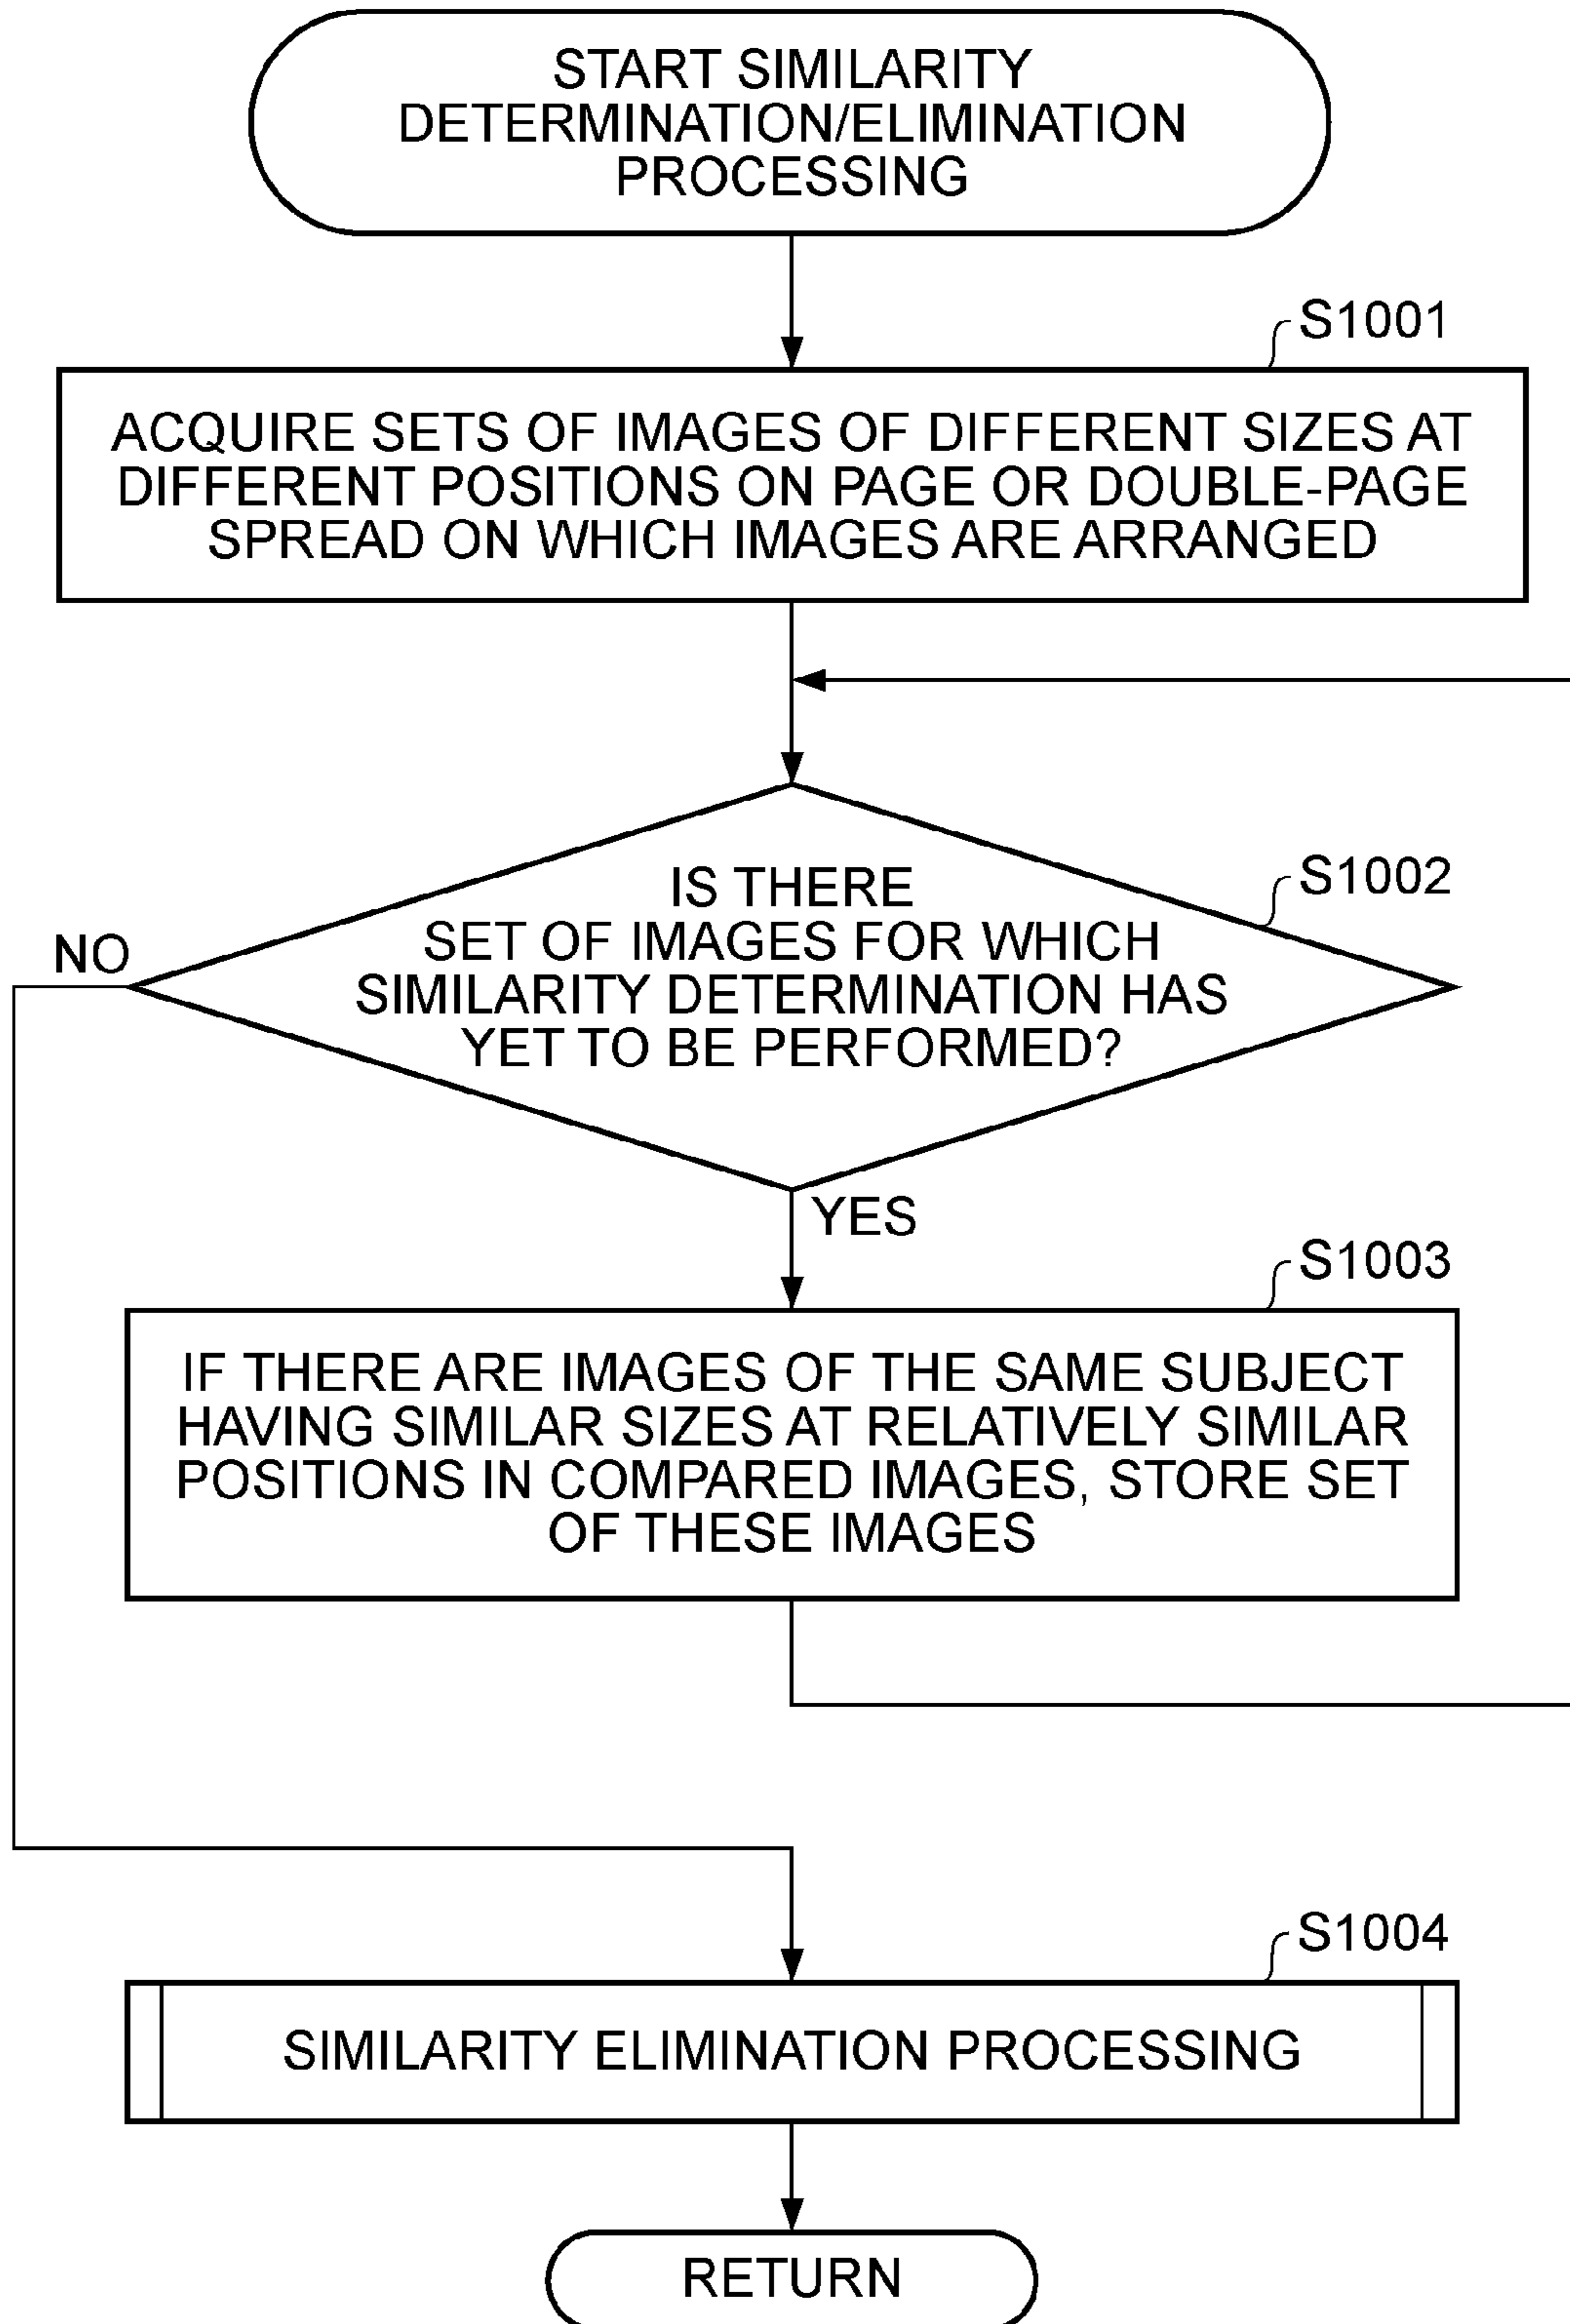 START SIMILARITY
DETERMINATION/ELIMINATION
PROCESSING
S1001
ACQUIRE SETS OF IMAGES OF DIFFERENT SIZES AT
DIFFERENT POSITIONS ON PAGE OR DOUBLE-PAGE
SPREAD ON WHICH IMAGES ARE ARRANGED
S1002
IS THERE
SET OF IMAGES FOR WHICH
SIMILARITY DETERMINATION HAS
YET TO BE PERFORMED?
NO
YES
S1003
IF THERE ARE IMAGES OF THE SAME SUBJECT
HAVING SIMILAR SIZES AT RELATIVELY SIMILAR
POSITIONS IN COMPARED IMAGES, STORE SET
OF THESE IMAGES
S1004
SIMILARITY ELIMINATION PROCESSING
RETURN